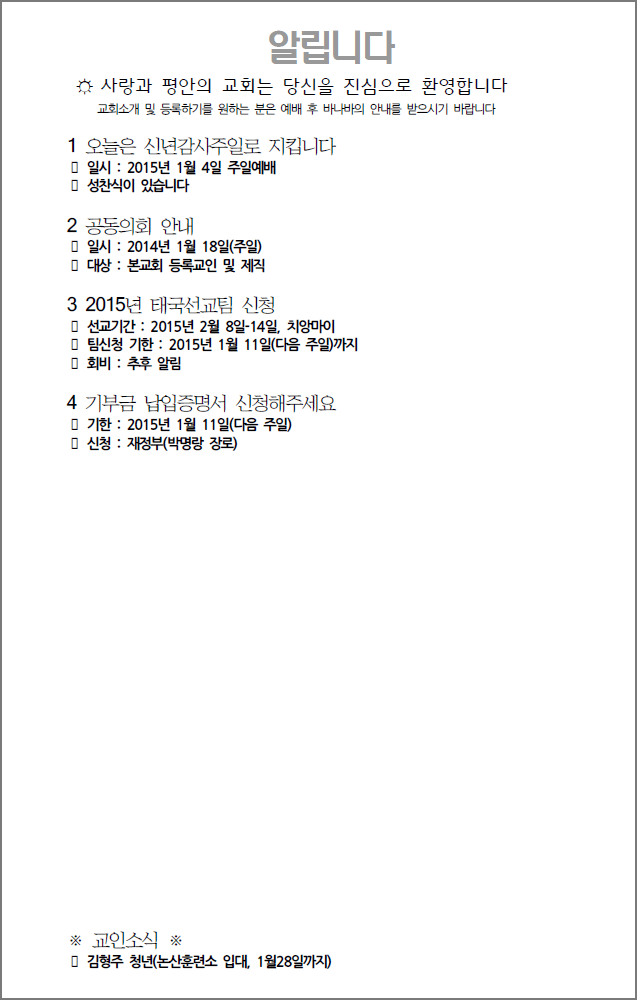 알립니다
☼ 사랑과 평안의 교회는 당신을 진심으로 환영합니다
교회소개 및 등록하기를 원하는 분은 예배 후 바나바의 안내를 받으시기 바랍니다
1 오늘은 신년감사주일로 지킵니다
▯ 일시 : 2015년 1월 4일 주일예배
▯ 성찬식이 있습니다
2 공동의회 안내
▯ 일시 : 2014년 1월 18일(주일)
▯ 대상 : 본교회 등록교인 및 제직
3 2015년 태국선교팀 신청
▯ 선교기간 : 2015년 2월 8일-14일, 치앙마이
▯ 팀신청 기한 : 2015년 1월 11일(다음 주일)까지
▯ 회비 : 추후 알림
4 기부금 납입증명서 신청해주세요
▯ 기한 : 2015년 1월 11일(다음 주일)
▯ 신청 : 재정부(박명랑 장로)
※ 교인소식 ※
▯ 김형주 청년(논산훈련소 입대, 1월28일까지)